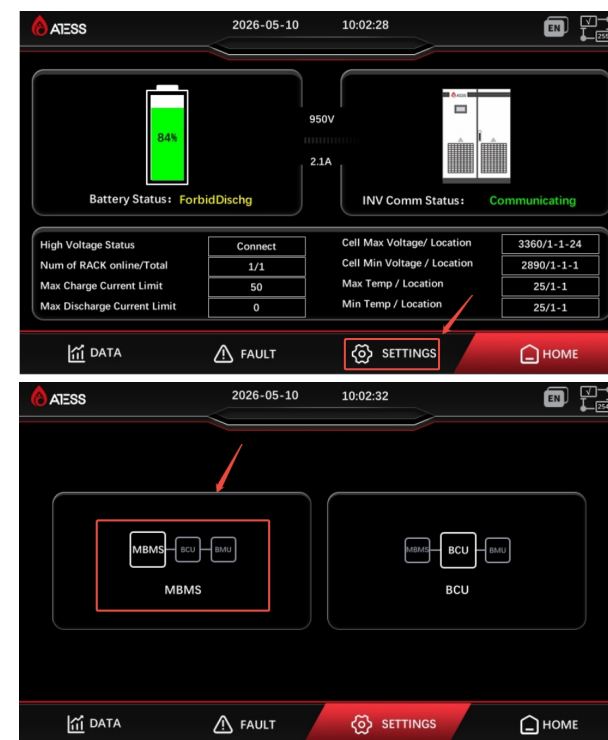 ATESS 2026-05-10 10:02:28 EN
84%
950V
2.1A
Battery Status: ForbidDischg
INV Comm Status: Communicating
High Voltage Status Connect
Num of RACK online/Total 1/1
Max Charge Current Limit 50
Max Discharge Current Limit 0
Cell Max Voltage/ Location 3360/1-1-24
Cell Min Voltage / Location 2890/1-1-1
Max Temp / Location 25/1-1
Min Temp / Location 25/1-1
DATA FAULT SETTINGS HOME
ATESS 2026-05-10 10:02:32 EN
MBMS BCU BMU
MBMS
MBMS BCU BMU
BCU
DATA FAULT SETTINGS HOME